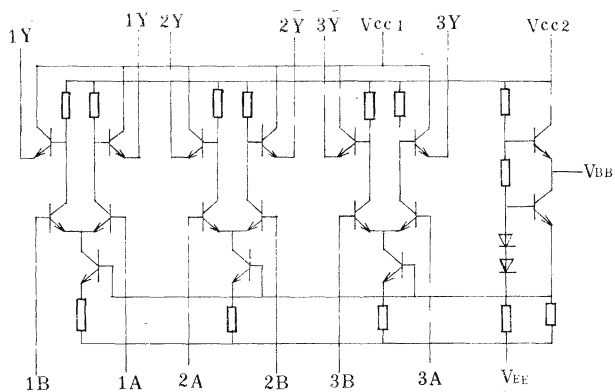 1Y̅ 1Y 2Y 2Y̅ 3Y̅ Vcc1 3Y Vcc2
VBB
1B 1A 2A 2B 3B 3A VEE